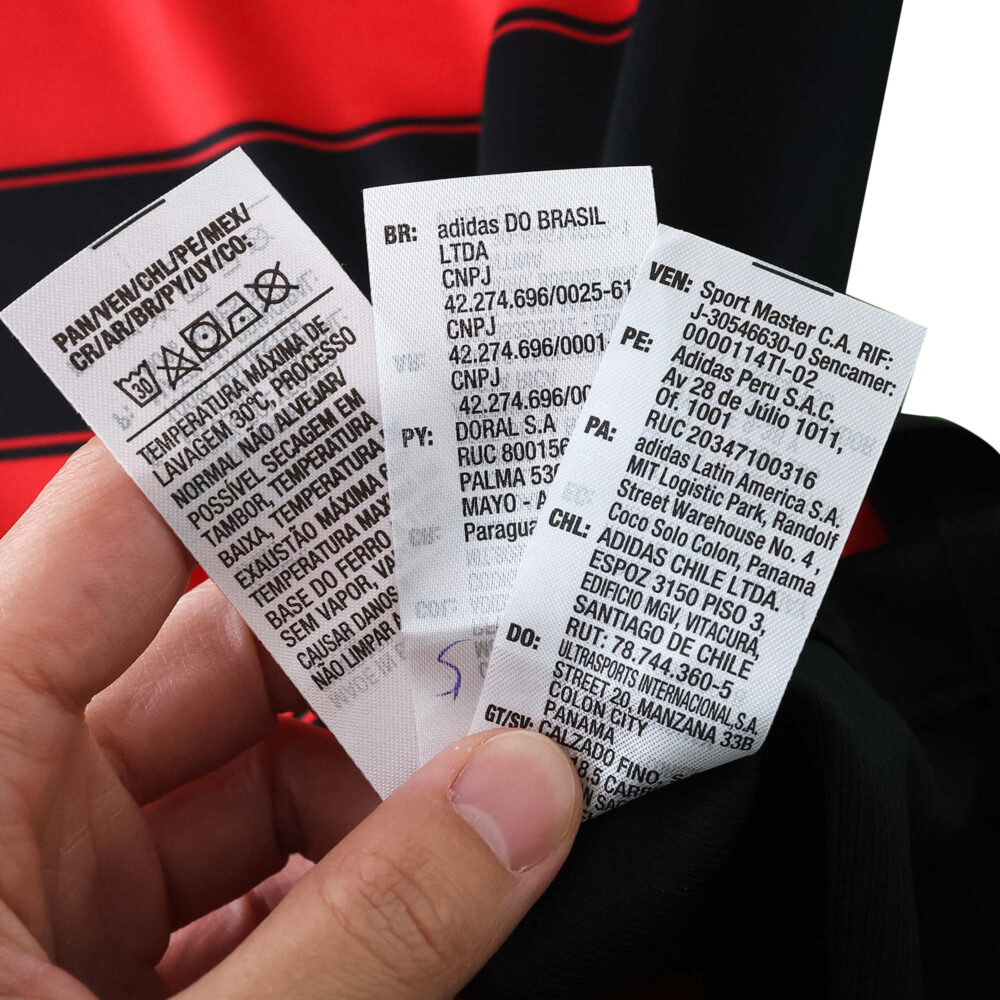 PAN/VEN/CHL/PE/MEX/
CR/AR/BR/PY/UY/CO:
30
TEMPERATURA MÁXIMA DE
LAVAGEM 30°C, PROCESSO
NORMAL NÃO ALVEJAR/
POSSÍVEL SECAGEM EM
TAMBOR, TEMPERATURA
BAIXA, TEMPERATURA
EXAUSTÃO MÁXIMA
TEMPERATURA MAX
BASE DO FERRO
SEM VAPOR, VA
CAUSAR DANOS
NÃO LIMPAR
BR: adidas DO BRASIL
LTDA
CNPJ
42.274.696/0025-61
CNPJ
42.274.696/0001-
CNPJ
42.274.696/00
PY: DORAL S.A
RUC 800156
PALMA 53
MAYO - A
Paragua
5
VEN: Sport Master C.A. RIF:
J-30546630-0 Sencamer:
0000114TI-02
PE: Adidas Peru S.A.C,
Av 28 de Júlio 1011,
Of. 1001
RUC 20347100316
PA: adidas Latin America S.A.
MIT Logistic Park, Randolf
Street Warehouse No. 4 ,
Coco Solo Colon, Panama
CHL: ADIDAS CHILE LTDA.
ESPOZ 3150 PISO 3,
EDIFICIO MGV VITACURA,
SANTIAGO DE CHILE
RUT: 78.744.360-5
DO: ULTRASPORTS INTERNACIONAL, S.A.
STREET 20, MANZANA 33B
COLON CITY
PANAMA
GT/SV: CALZADO FINO,
18.5 CARR